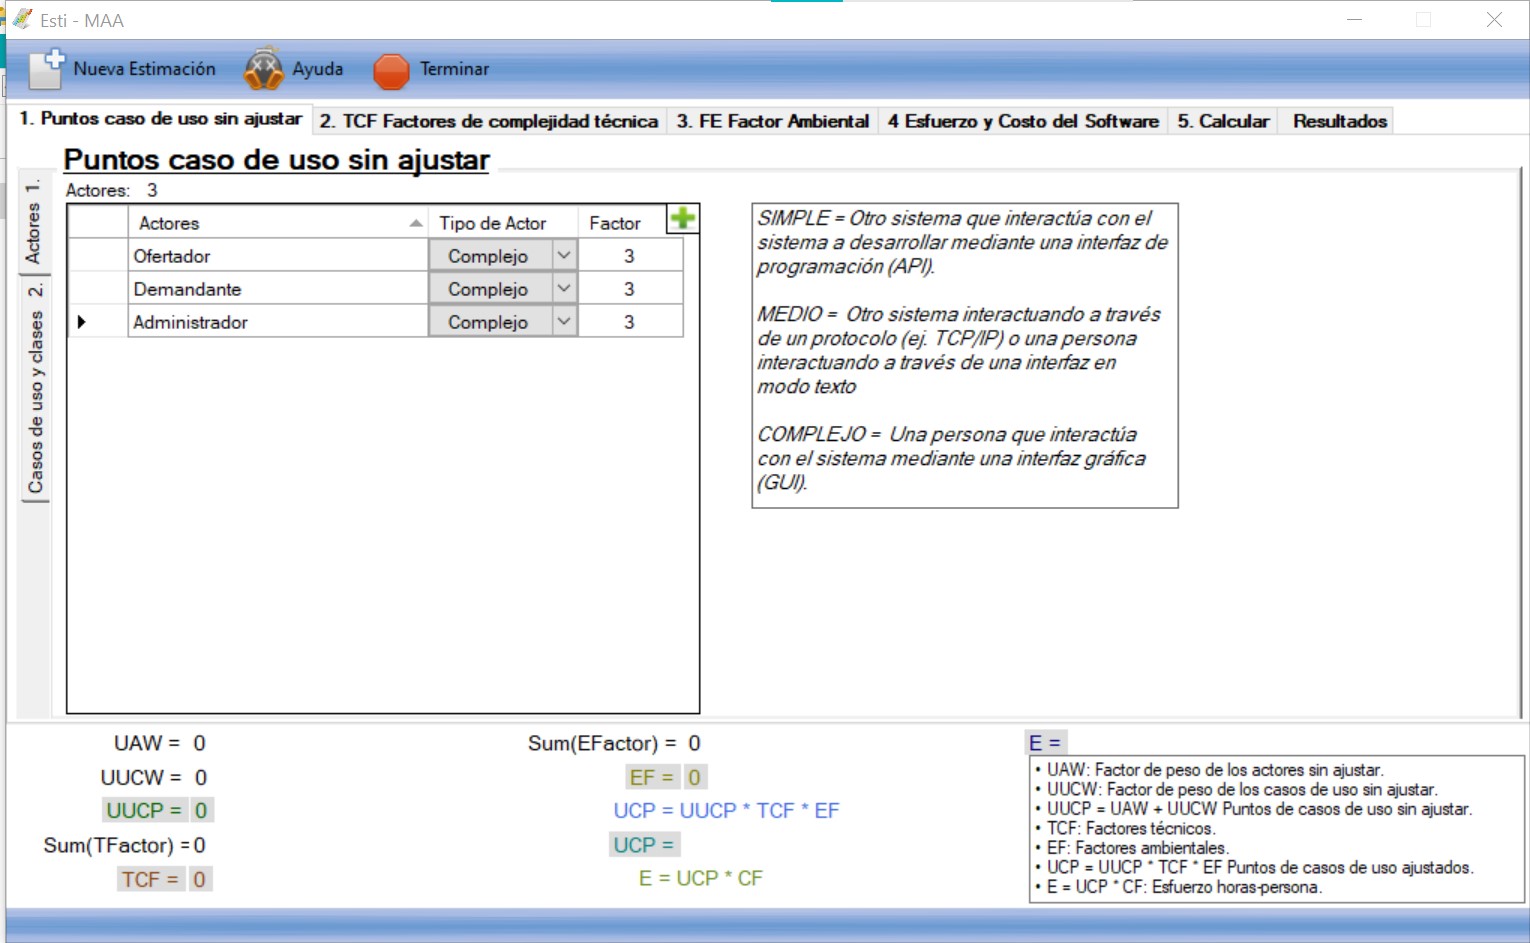 Esti - MAA
Nueva Estimación
Ayuda
Terminar
1. Puntos caso de uso sin ajustar
2. TCF Factores de complejidad técnica
3. FE Factor Ambiental
4 Esfuerzo y Costo del Software
5. Calcular
Resultados
Actores 1.
Casos de uso y clases 2.
Puntos caso de uso sin ajustar
Actores: 3
Actores Tipo de Actor Factor
Ofertador Complejo 3
Demandante Complejo 3
Administrador Complejo 3
SIMPLE = Otro sistema que interactúa con el
sistema a desarrollar mediante una interfaz de
programación (API).
MEDIO = Otro sistema interactuando a través
de un protocolo (ej. TCP/IP) o una persona
interactuando a través de una interfaz en
modo texto
COMPLEJO = Una persona que interactúa
con el sistema mediante una interfaz gráfica
(GUI).
UAW = 0
UUCW = 0
UUCP = 0
Sum(TFactor) = 0
TCF = 0
Sum(EFactor) = 0
EF = 0
UCP = UUCP * TCF * EF
UCP =
E = UCP * CF
E =
• UAW: Factor de peso de los actores sin ajustar.
• UUCW: Factor de peso de los casos de uso sin ajustar.
• UUCP = UAW + UUCW Puntos de casos de uso sin ajustar.
• TCF: Factores técnicos.
• EF: Factores ambientales.
• UCP = UUCP * TCF * EF Puntos de casos de uso ajustados.
• E = UCP * CF: Esfuerzo horas-persona.